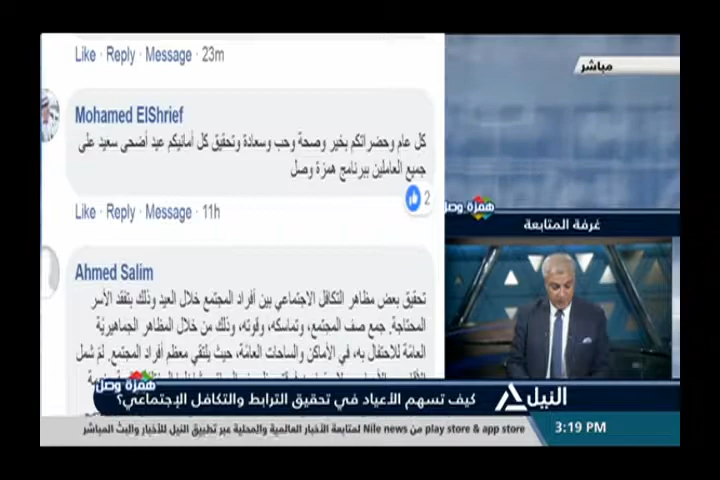 Like · Reply · Message · 23m
مباشر
Mohamed ElShrief
كل عام وحضراتكم بخير وصحة وحب وسعادة وتحقيق كل أمانيكم عيد أضحى سعيد على
جميع العاملين ببرنامج همزة وصل
2
Like · Reply · Message · 11h
همزة وصل
غرفة المتابعة
Ahmed Salim
تحقيق بعض مظاهر التكافل الاجتماعي بين أفراد المجتمع خلال العيد وذلك بتفقد الأسر
المحتاجة. جمع صف المجتمع، وتماسكه، وقوته، وذلك من خلال المظاهر الجماهيريّة
العامّة للاحتفال به، في الأماكن والساحات العامّة، حيث يلتقي معظم أفراد المجتمع. لمّ شمل
همزة وصل
كيف تسهم الأعياد في تحقيق الترابط والتكافل الإجتماعي؟
النيل
لمتابعة الأخبار العالمية والمحلية عبر تطبيق النيل للأخبار والبث المباشر Nile news من play store & app store
3:19 PM